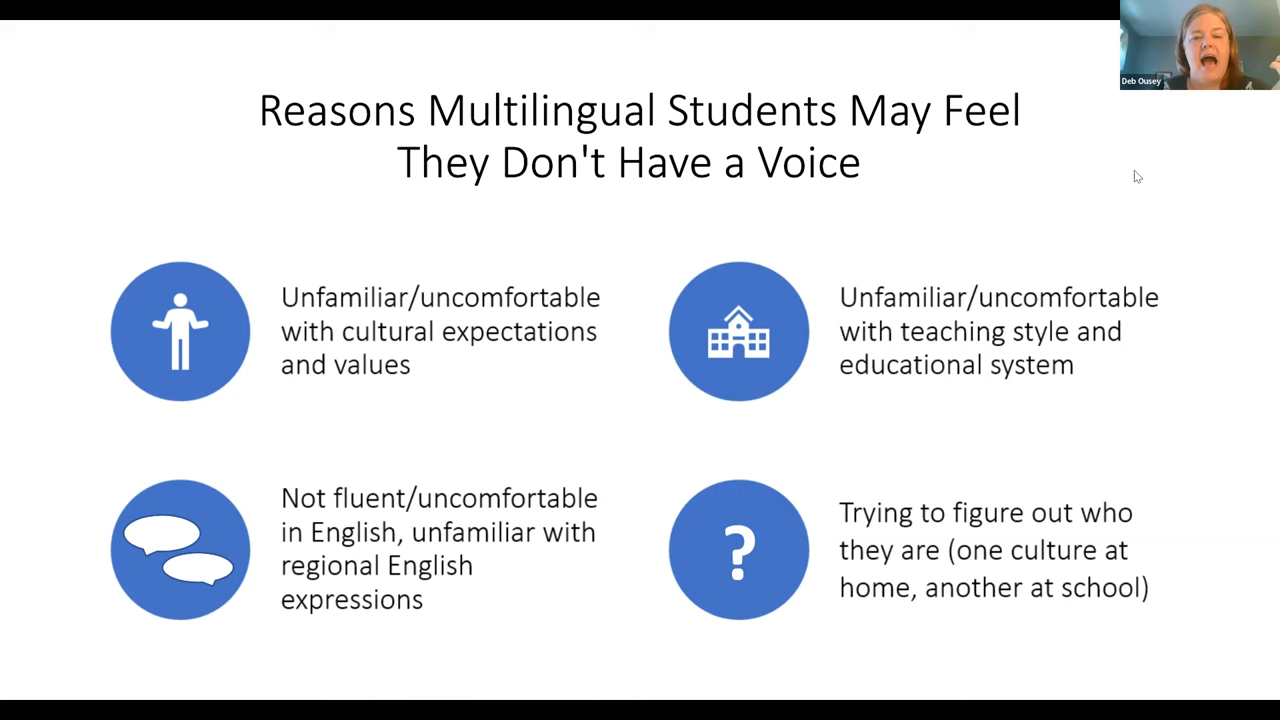 Deb Ousey
Reasons Multilingual Students May Feel
They Don't Have a Voice
Unfamiliar/uncomfortable
with cultural expectations
and values
Unfamiliar/uncomfortable
with teaching style and
educational system
Not fluent/uncomfortable
in English, unfamiliar with
regional English
expressions
?
Trying to figure out who
they are (one culture at
home, another at school)